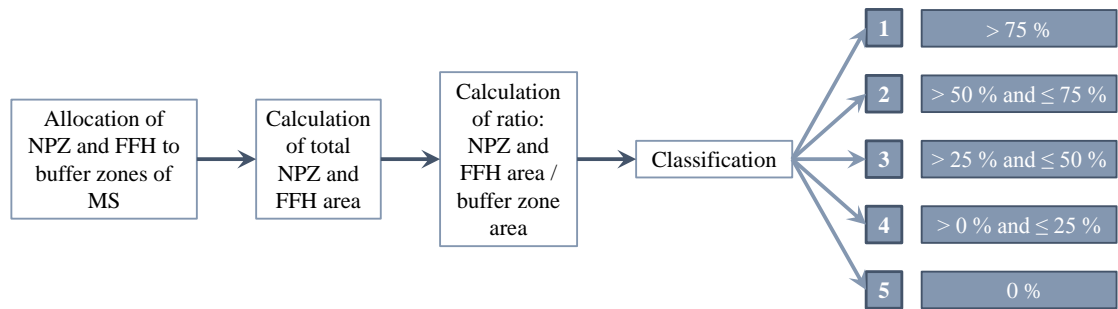 Allocation of
NPZ and FFH to
buffer zones of
MS
Calculation
of total
NPZ and
FFH area
Calculation
of ratio:
NPZ and
FFH area /
buffer zone
area
Classification
1 > 75 %
2 > 50 % and ≤ 75 %
3 > 25 % and ≤ 50 %
4 > 0 % and ≤ 25 %
5 0 %